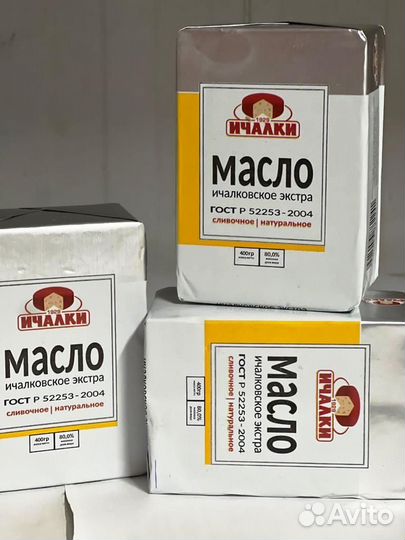 1929
ИЧАЛКИ
МАСЛО
ИЧАЛКОВСКОЕ ЭКСТРА
ГОСТ Р 52253-2004
сливочное | натуральное
400гр
80,0%
1929
ИЧАЛКИ
МАСЛО
ИЧАЛКОВСКОЕ ЭКСТРА
ГОСТ Р 52253-2004
сливочное | натуральное
400гр
80,0%
ИЧАЛКИ
МАСЛО
ИЧАЛКОВСКОЕ ЭКСТРА
ГОСТ Р 52253-2004
сливочное | натуральное
400гр
80,0%
Avito